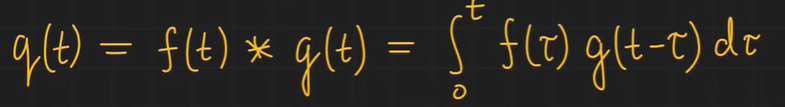 q(t) = f(t) * g(t) = ∫₀ᵗ f(τ) g(t-τ) dτ